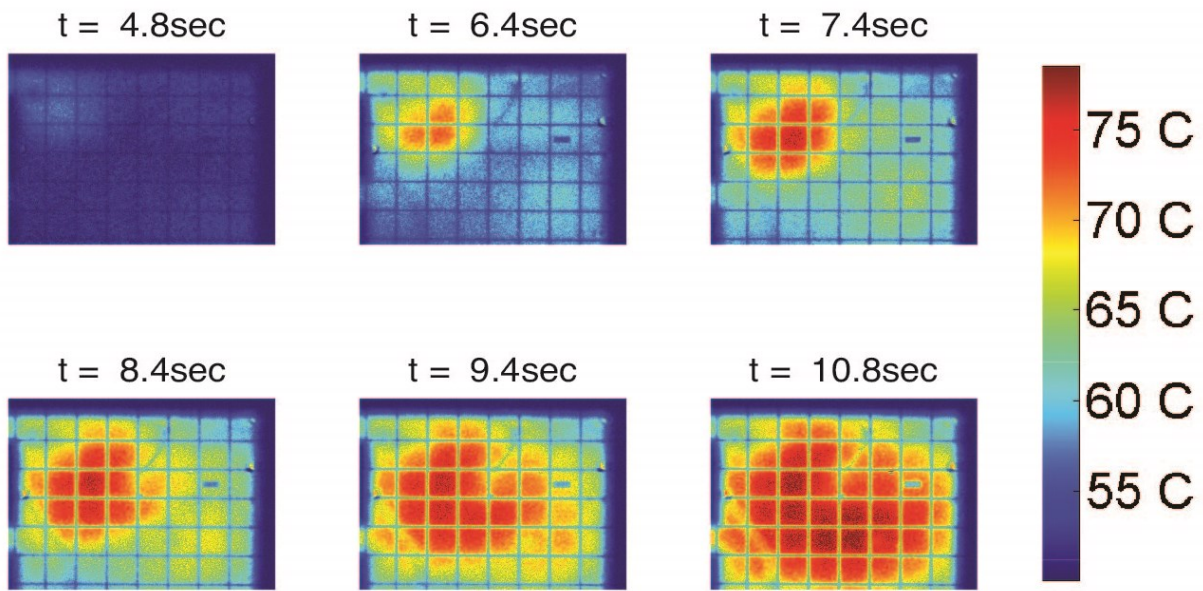 t = 4.8sec
t = 6.4sec
t = 7.4sec
75 C
70 C
65 C
60 C
55 C
t = 8.4sec
t = 9.4sec
t = 10.8sec